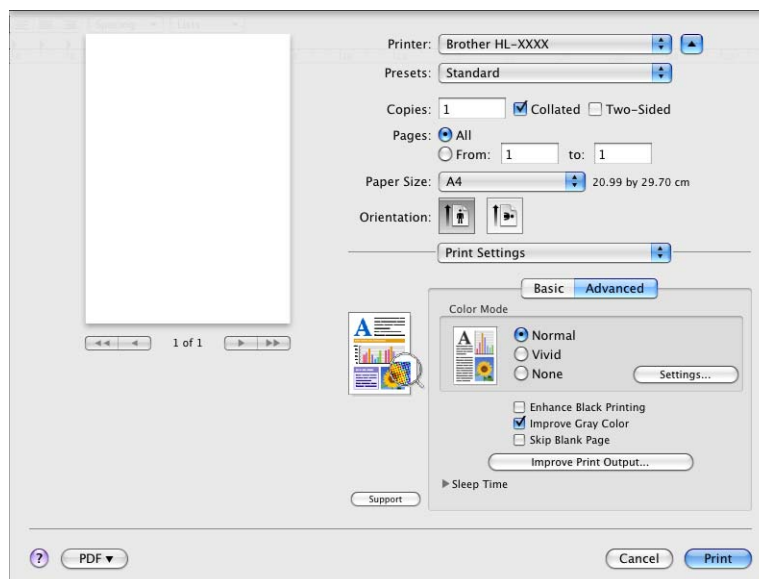 Spacing Lists
Printer: Brother HL-XXXX
Presets: Standard
Copies: 1 Collated Two-Sided
Pages: All
From: 1 to: 1
Paper Size: A4 20.99 by 29.70 cm
Orientation:
Print Settings
Basic Advanced
Color Mode
Normal
Vivid
None Settings...
Enhance Black Printing
Improve Gray Color
Skip Blank Page
Improve Print Output...
Sleep Time
Support
1 of 1
? PDF Cancel Print